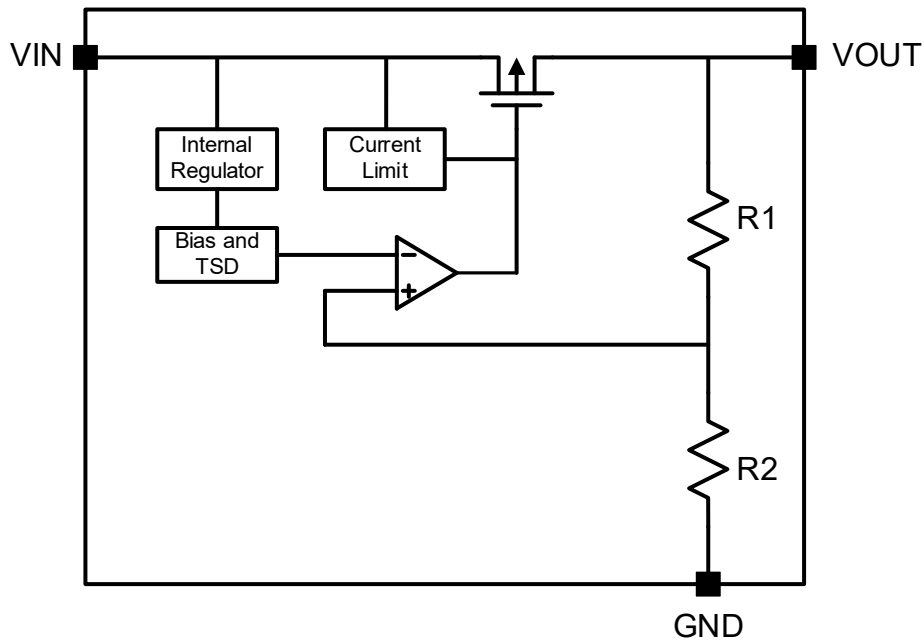 VIN
VOUT
Internal
Regulator
Current
Limit
Bias and
TSD
−
+
R1
R2
GND